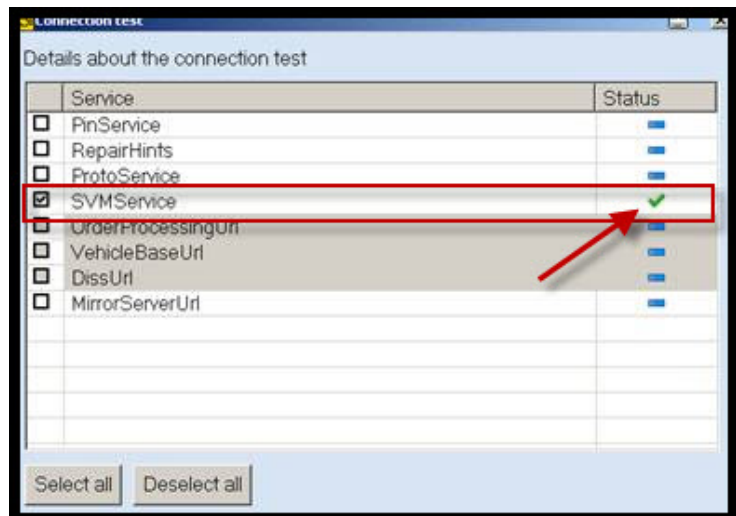 Connection test
Details about the connection test
Service Status
PinService
RepairHints
ProtoService
SVMService
OrderProcessingUrl
VehicleBaseUrl
DissUrl
MirrorServerUrl
Select all Deselect all